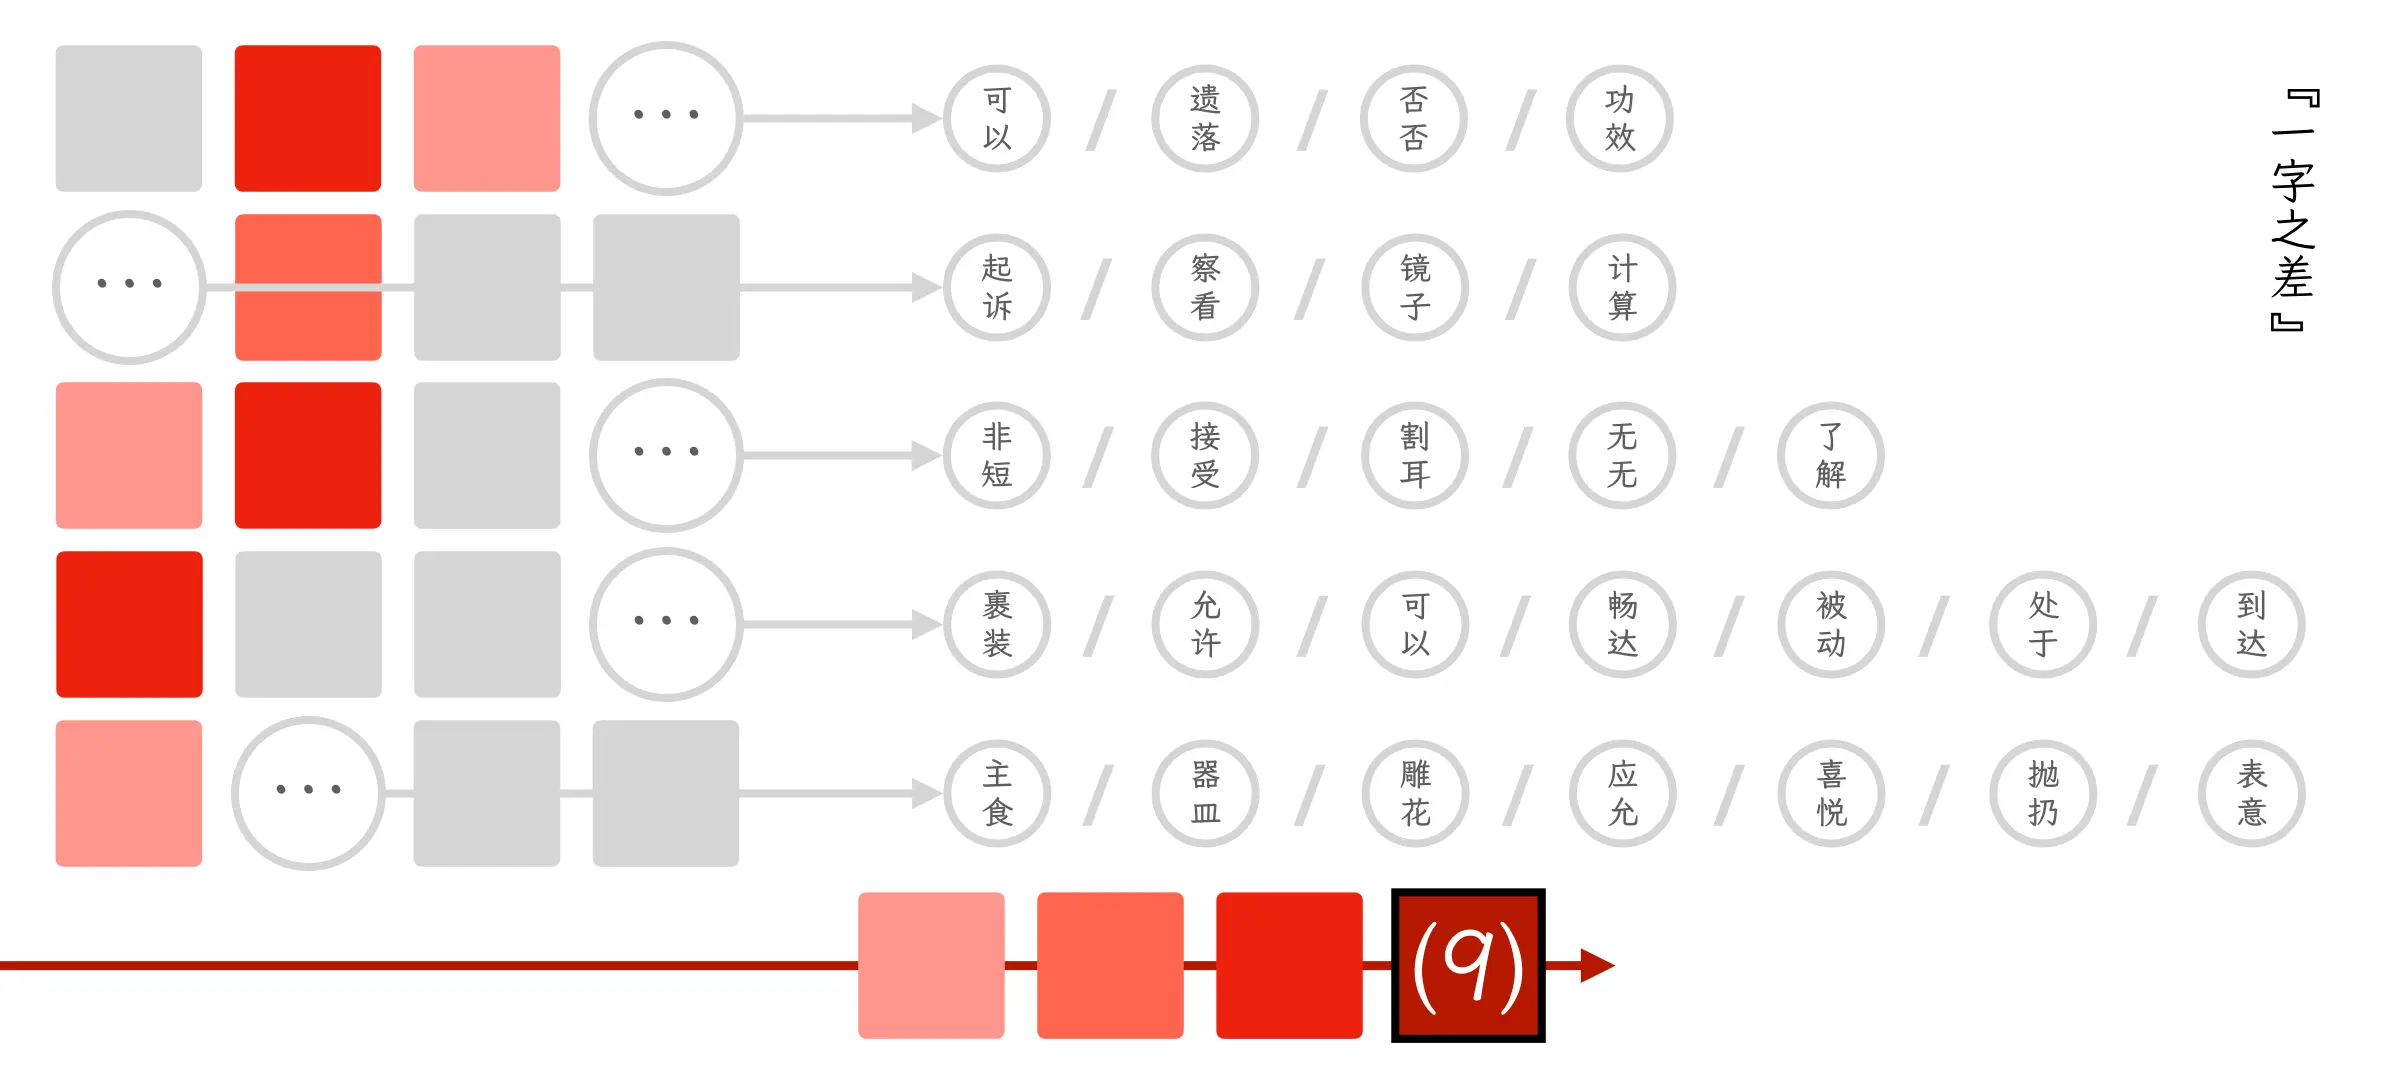 『一字之差』
··· 可以 / 遗落 / 否否 / 功效
··· 起诉 / 察看 / 镜子 / 计算
··· 非短 / 接受 / 割耳 / 无无 / 了解
··· 裹装 / 允许 / 可以 / 畅达 / 被动 / 处于 / 到达
··· 主食 / 器皿 / 雕花 / 应允 / 喜悦 / 抛扔 / 表意
(9)